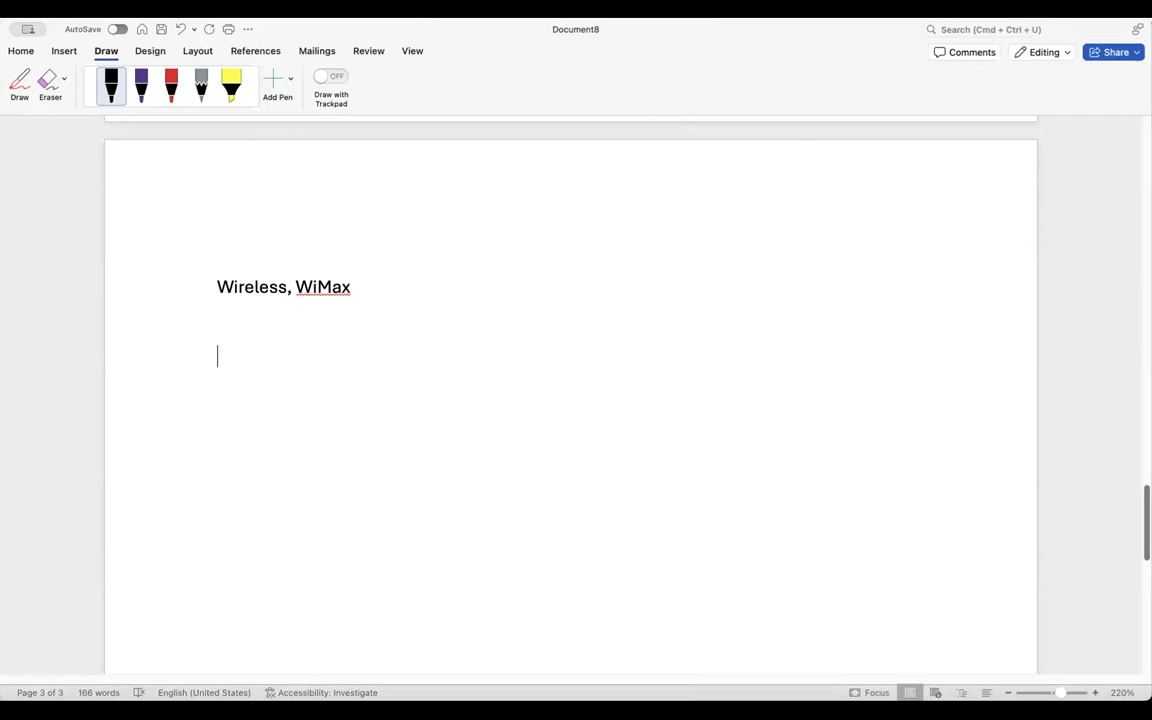 AutoSave
Document8
Search (Cmd + Ctrl + U)
Home Insert Draw Design Layout References Mailings Review View
Comments Editing Share
OFF
Draw Eraser Add Pen Draw with Trackpad
Wireless, WiMax
Page 3 of 3 166 words English (United States) Accessibility: Investigate Focus 220%